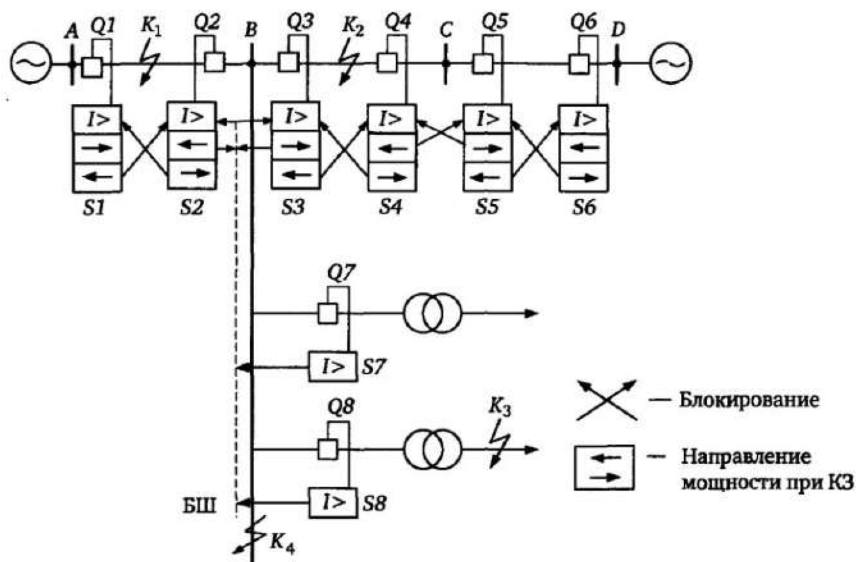 A Q1 K1 Q2 B Q3 K2 Q4 C Q5 Q6 D
I> I> I> I> I> I>
S1 S2 S3 S4 S5 S6
Q7
I> S7
Q8
K3
I> S8
БШ
K4
— Блокирование
— Направление
мощности при КЗ